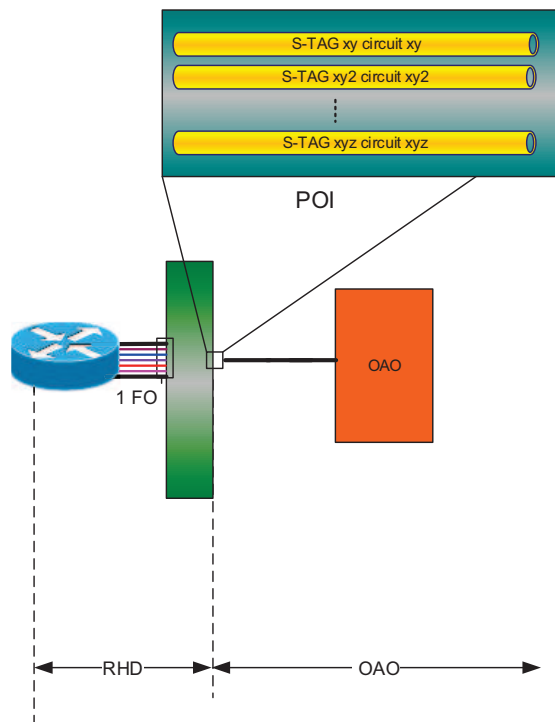 S-TAG xy circuit xy
S-TAG xy2 circuit xy2
S-TAG xyz circuit xyz
POI
OAO
1 FO
RHD
OAO